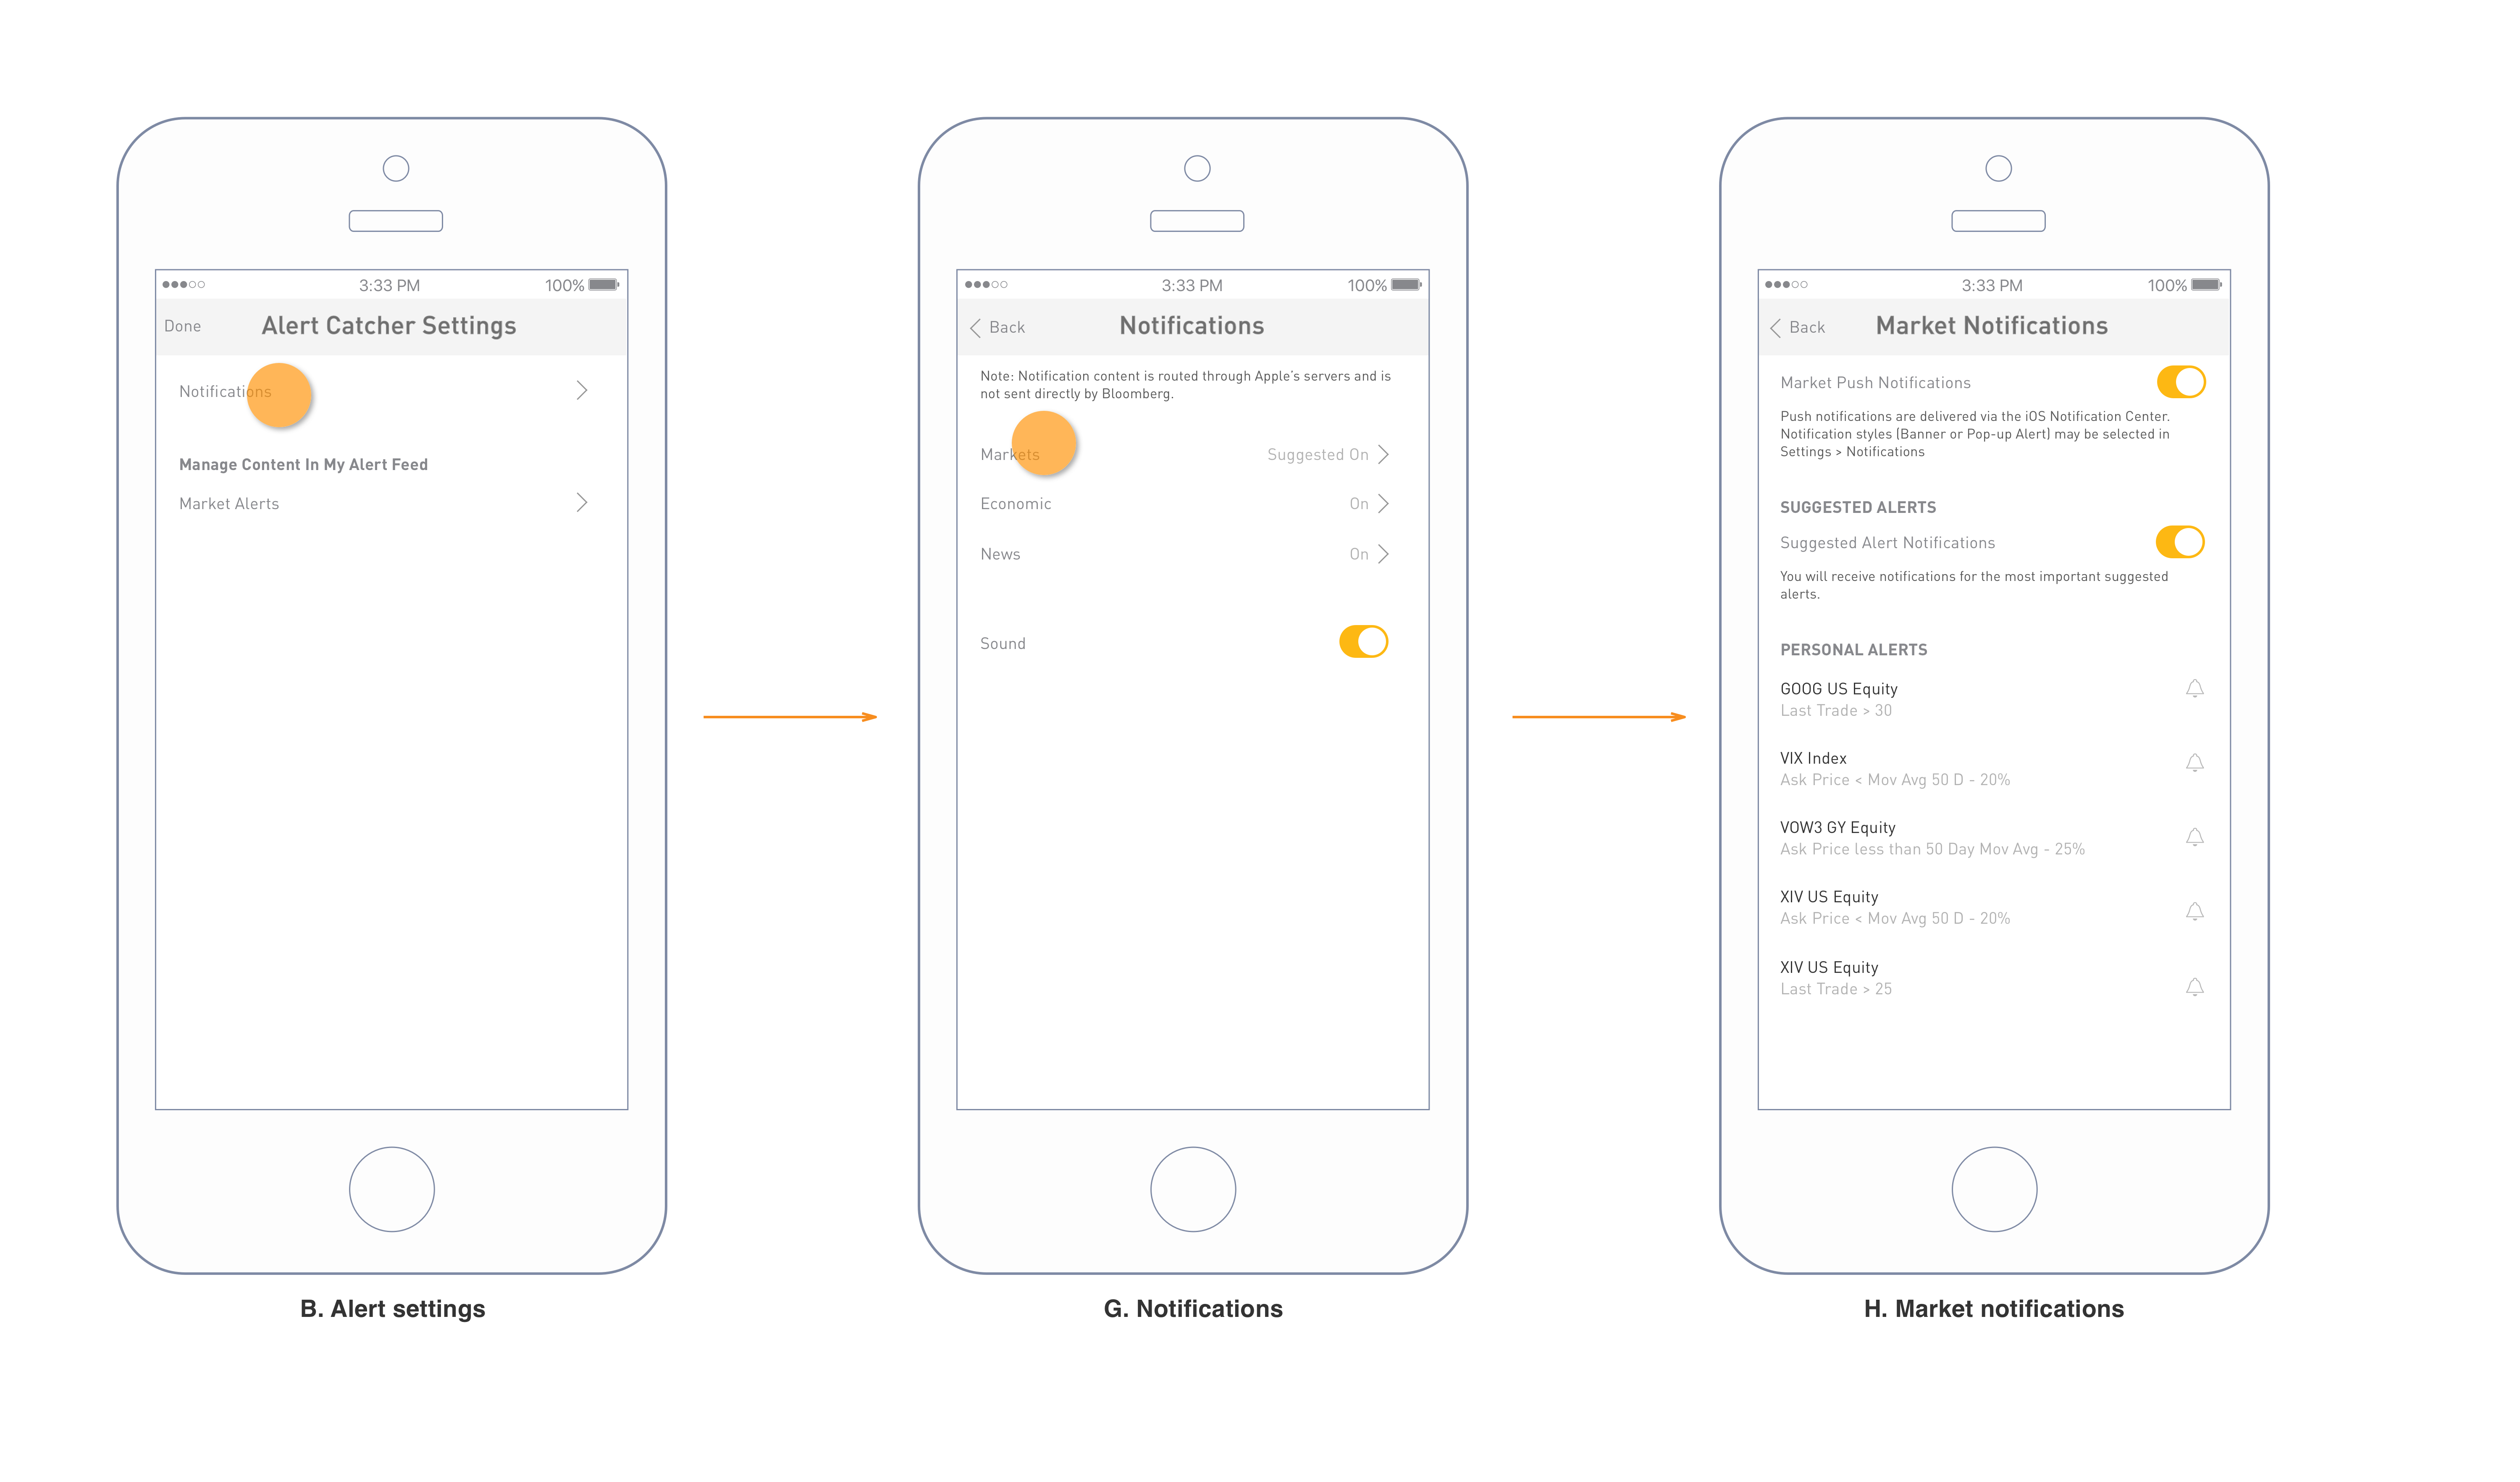 3:33 PM
100%
Done
Alert Catcher Settings
Notifications
Manage Content In My Alert Feed
Market Alerts
B. Alert settings
3:33 PM
100%
Back
Notifications
Note: Notification content is routed through Apple's servers and is
not sent directly by Bloomberg.
Markets
Suggested On
Economic
On
News
On
Sound
G. Notifications
3:33 PM
100%
Back
Market Notifications
Market Push Notifications
Push notifications are delivered via the iOS Notification Center.
Notification styles (Banner or Pop-up Alert) may be selected in
Settings > Notifications
SUGGESTED ALERTS
Suggested Alert Notifications
You will receive notifications for the most important suggested
alerts.
PERSONAL ALERTS
GOOG US Equity
Last Trade > 30
VIX Index
Ask Price < Mov Avg 50 D - 20%
VOW3 GY Equity
Ask Price less than 50 Day Mov Avg - 25%
XIV US Equity
Ask Price < Mov Avg 50 D - 20%
XIV US Equity
Last Trade > 25
H. Market notifications